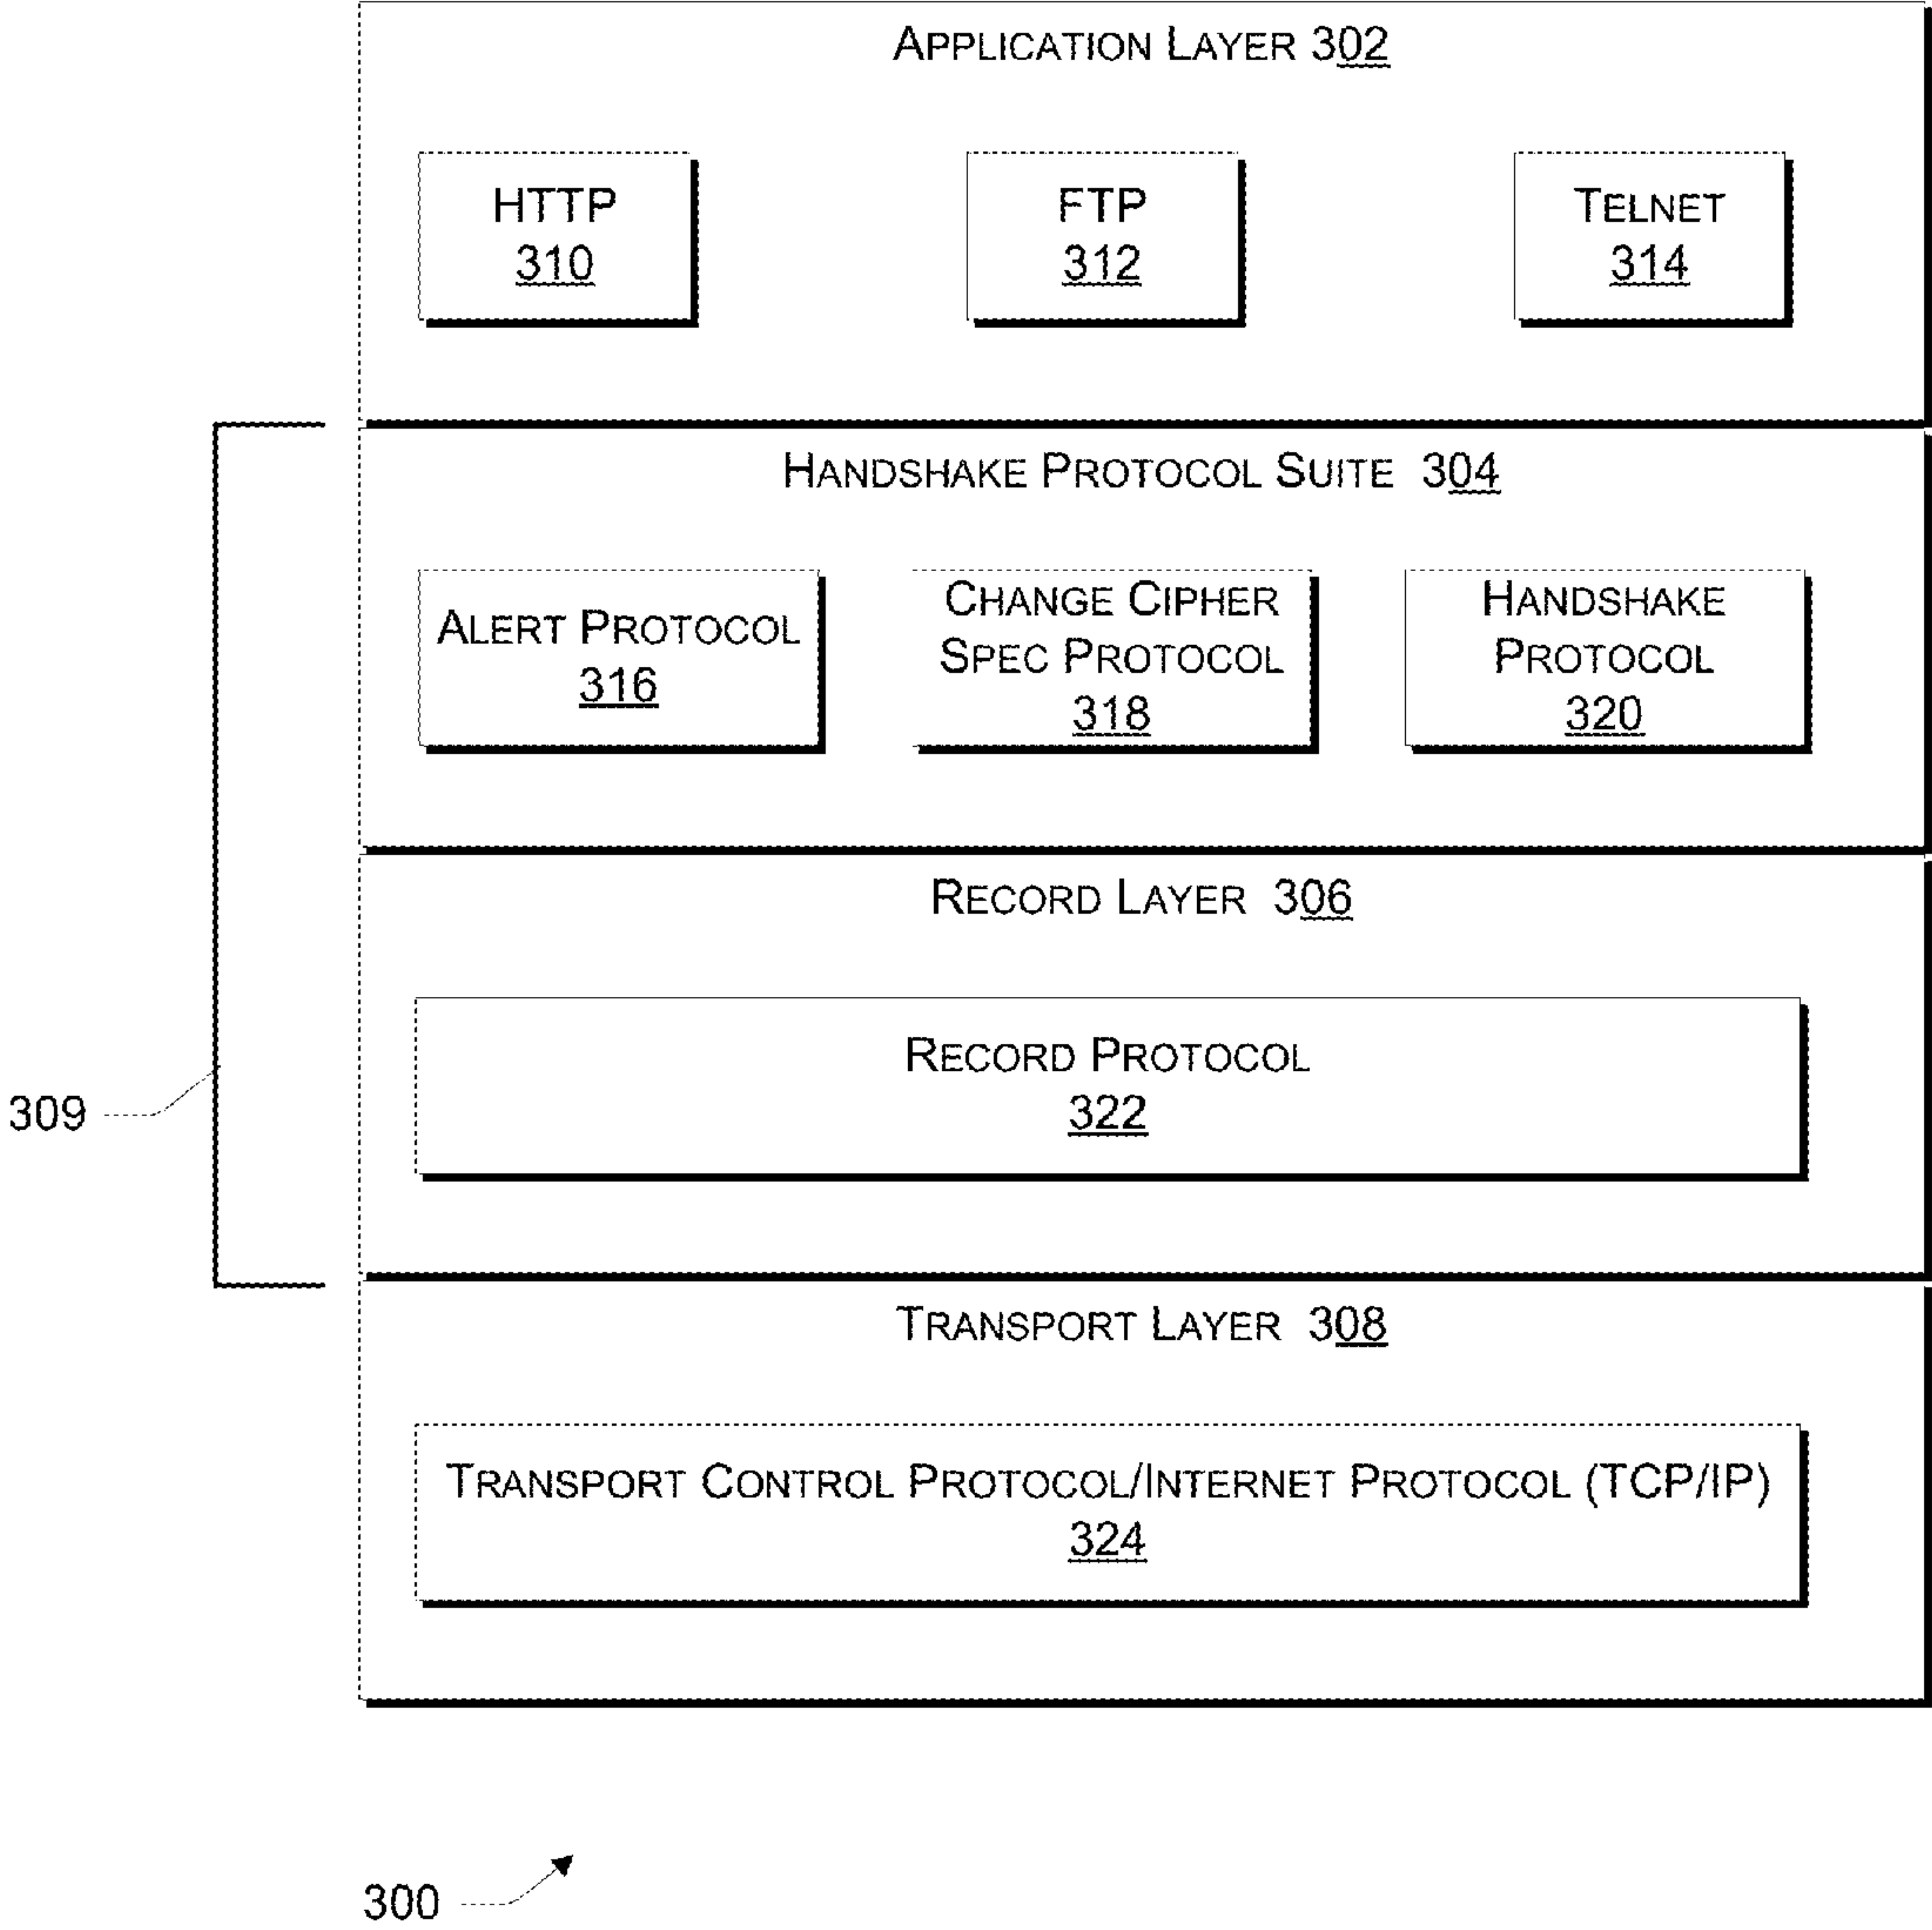 APPLICATION LAYER 302
HTTP
310
FTP
312
TELNET
314
HANDSHAKE PROTOCOL SUITE 304
ALERT PROTOCOL
316
CHANGE CIPHER
SPEC PROTOCOL
318
HANDSHAKE
PROTOCOL
320
RECORD LAYER 306
RECORD PROTOCOL
322
309
TRANSPORT LAYER 308
TRANSPORT CONTROL PROTOCOL/INTERNET PROTOCOL (TCP/IP)
324
300